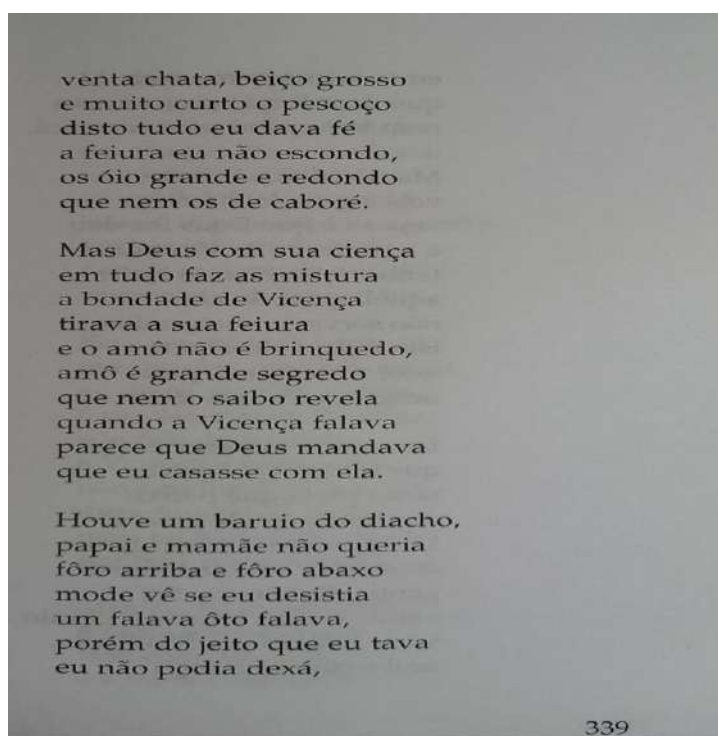 venta chata, beiço grosso
e muito curto o pescoço
disto tudo eu dava fé
a feiura eu não escondo,
os óio grande e redondo
que nem os de caboré.
Mas Deus com sua ciença
em tudo faz as mistura
a bondade de Vicença
tirava a sua feiura
e o amô não é brinquedo,
amô é grande segredo
que nem o saibo revela
quando a Vicença falava
parece que Deus mandava
que eu casasse com ela.
Houve um baruio do diacho,
papai e mamãe não queria
fôro arriba e fôro abaxo
mode vê se eu desistia
um falava ôto falava,
porém do jeito que eu tava
eu não podia dexá,
339